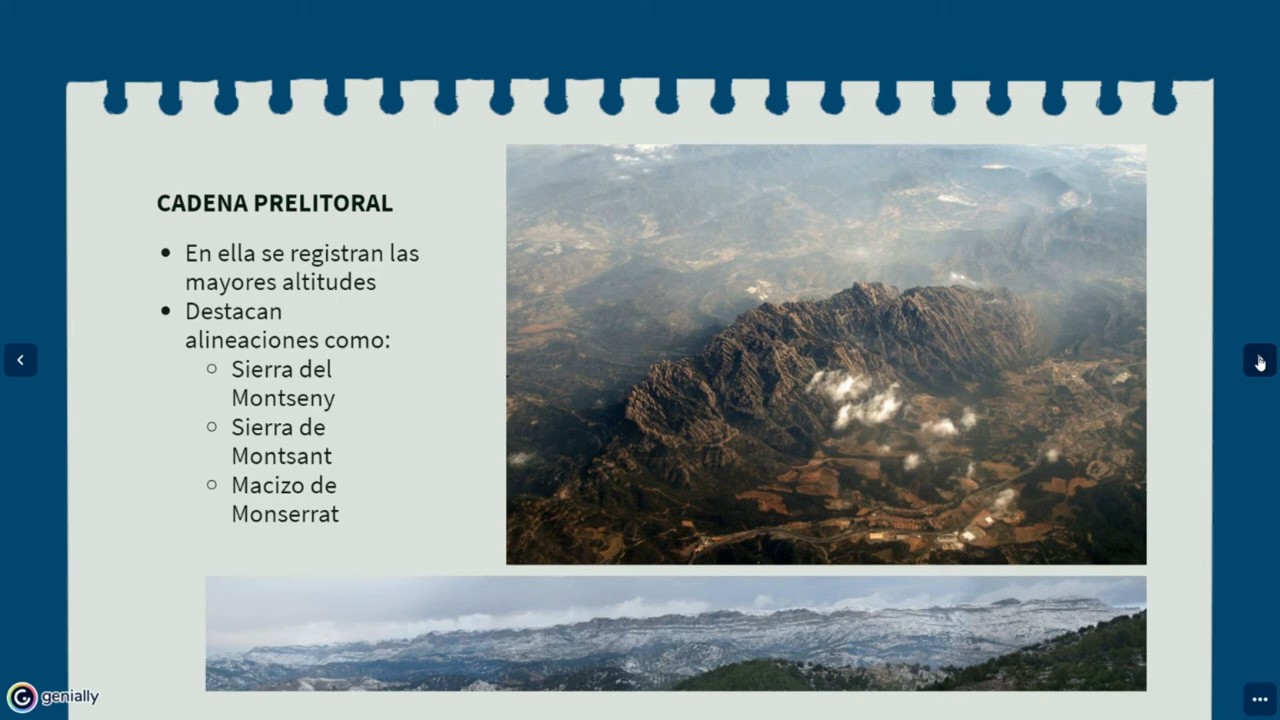 CADENA PRELITORAL
• En ella se registran las
mayores altitudes
• Destacan
alineaciones como:
○ Sierra del
Montseny
○ Sierra de
Montsant
○ Macizo de
Monserrat
genially